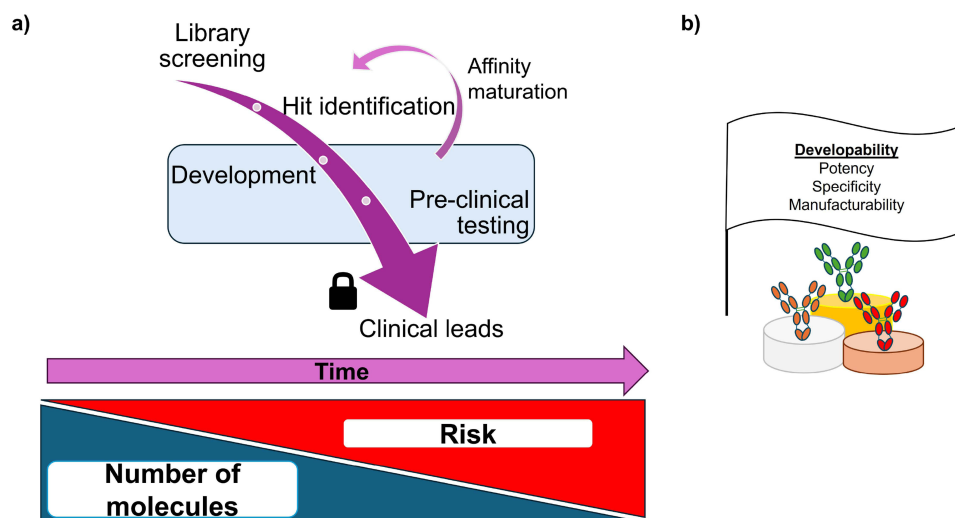 a)
Library
screening
Hit identification
Affinity
maturation
Development
Pre-clinical
testing
Clinical leads
Time
Risk
Number of
molecules
b)
Developability
Potency
Specificity
Manufacturability